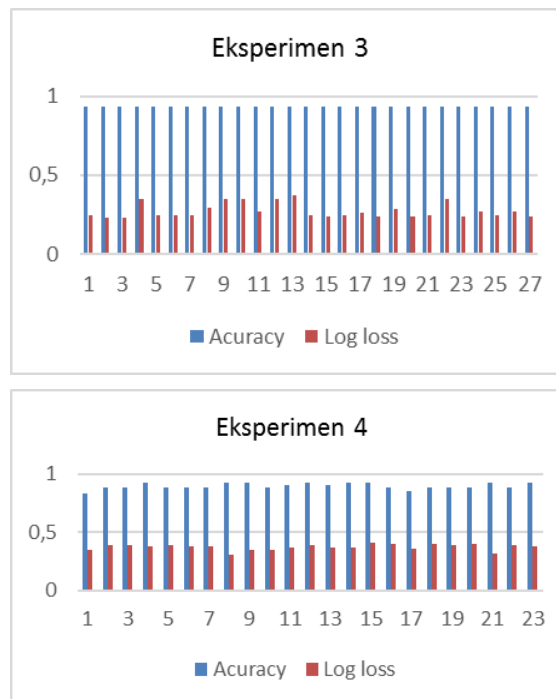 Eksperimen 3
1
0,5
0
1 3 5 7 9 11 13 15 17 19 21 23 25 27
Acuracy Log loss
Eksperimen 4
1
0,5
0
1 3 5 7 9 11 13 15 17 19 21 23
Acuracy Log loss